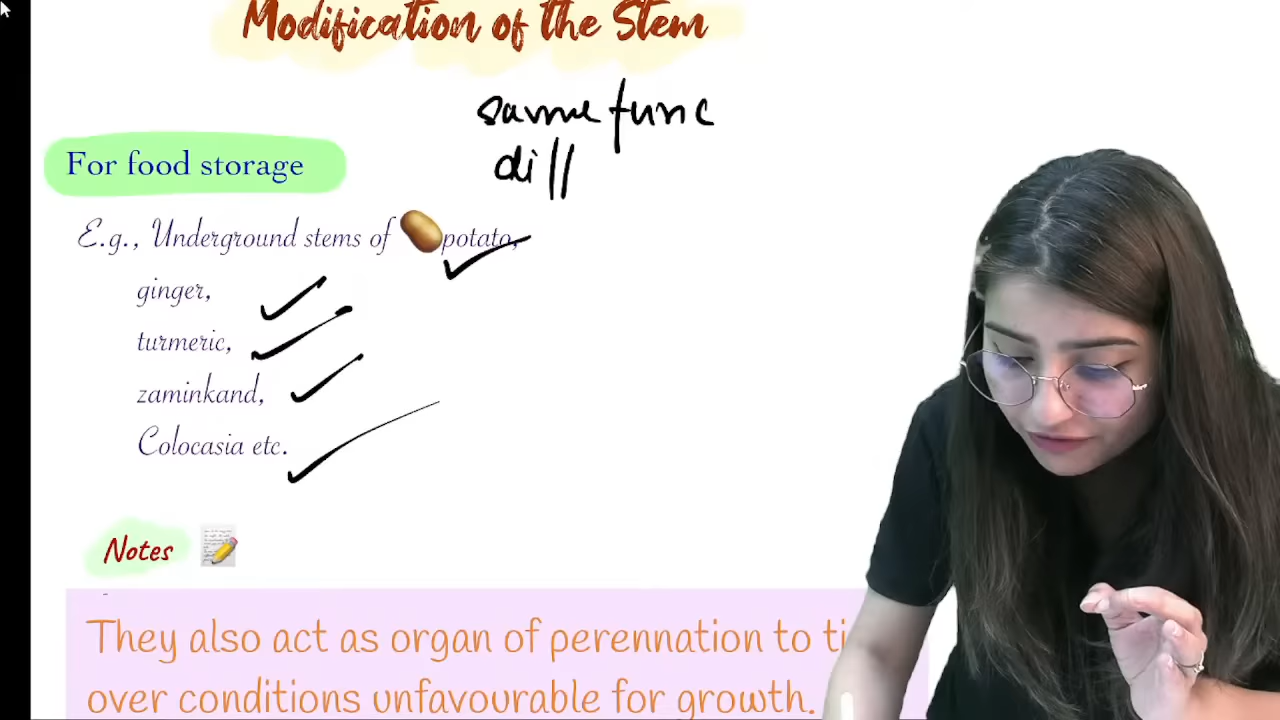 Modification of the Stem
same func
diff
For food storage
E.g., Underground stems of potato,
ginger,
turmeric,
zaminkand,
Colocasia etc.
Notes
They also act as organ of perennation to ti
over conditions unfavourable for growth.